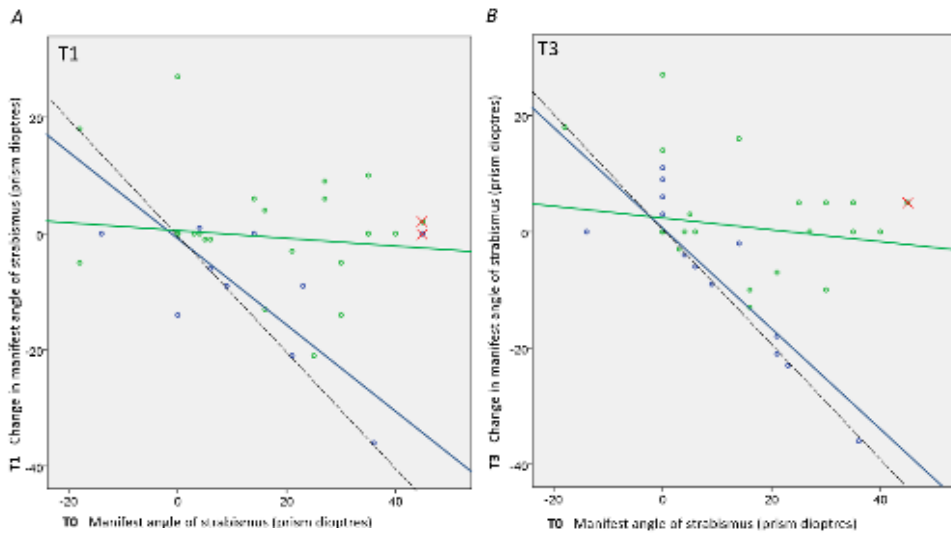 A
T1
T1 Change in manifest angle of strabismus (prism dioptres)
20
0
-20
-40
-20
0
20
40
T0 Manifest angle of strabismus (prism dioptres)
B
T3
T3 Change in manifest angle of strabismus (prism dioptres)
20
0
-20
-40
-20
0
20
40
T0 Manifest angle of strabismus (prism dioptres)